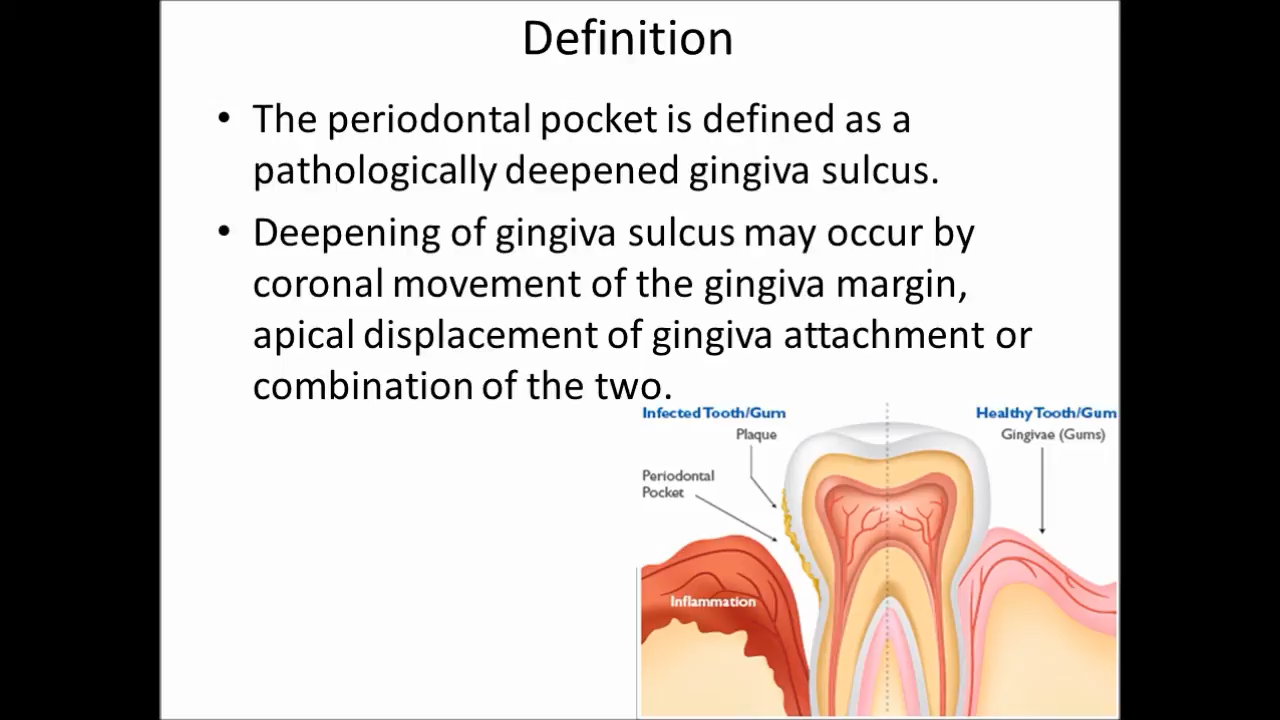 Definition
• The periodontal pocket is defined as a
pathologically deepened gingiva sulcus.
• Deepening of gingiva sulcus may occur by
coronal movement of the gingiva margin,
apical displacement of gingiva attachment or
combination of the two.
Infected Tooth/Gum
Plaque
Periodontal
Pocket
Inflammation
Healthy Tooth/Gum
Gingivae (Gums)